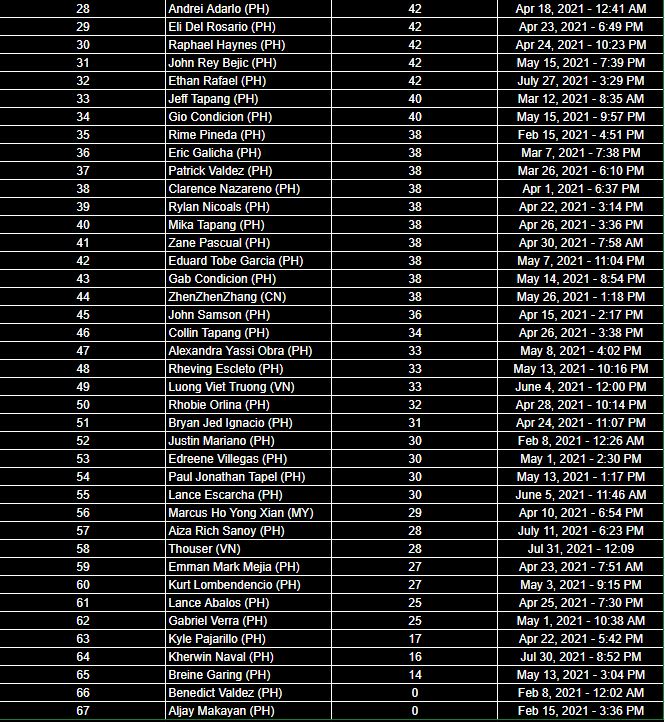 28 Andrei Adarlo (PH) 42 Apr 18, 2021 - 12:41 AM
29 Eli Del Rosario (PH) 42 Apr 23, 2021 - 6:49 PM
30 Raphael Haynes (PH) 42 Apr 24, 2021 - 10:23 PM
31 John Rey Bejic (PH) 42 May 15, 2021 - 7:39 PM
32 Ethan Rafael (PH) 42 July 27, 2021 - 3:29 PM
33 Jeff Tapang (PH) 40 Mar 12, 2021 - 8:35 AM
34 Gio Condicion (PH) 40 May 15, 2021 - 9:57 PM
35 Rime Pineda (PH) 38 Feb 15, 2021 - 4:51 PM
36 Eric Galicha (PH) 38 Mar 7, 2021 - 7:38 PM
37 Patrick Valdez (PH) 38 Mar 26, 2021 - 6:10 PM
38 Clarence Nazareno (PH) 38 Apr 1, 2021 - 6:37 PM
39 Rylan Nicoals (PH) 38 Apr 22, 2021 - 3:14 PM
40 Mika Tapang (PH) 38 Apr 26, 2021 - 3:36 PM
41 Zane Pascual (PH) 38 Apr 30, 2021 - 7:58 AM
42 Eduard Tobe Garcia (PH) 38 May 7, 2021 - 11:04 PM
43 Gab Condicion (PH) 38 May 14, 2021 - 8:54 PM
44 ZhenZhenZhang (CN) 38 May 26, 2021 - 1:18 PM
45 John Samson (PH) 36 Apr 15, 2021 - 2:17 PM
46 Collin Tapang (PH) 34 Apr 26, 2021 - 3:38 PM
47 Alexandra Yassi Obra (PH) 33 May 8, 2021 - 4:02 PM
48 Rheving Escleto (PH) 33 May 13, 2021 - 10:16 PM
49 Luong Viet Truong (VN) 33 June 4, 2021 - 12:00 PM
50 Rhobie Orlina (PH) 32 Apr 28, 2021 - 10:14 PM
51 Bryan Jed Ignacio (PH) 31 Apr 24, 2021 - 11:07 PM
52 Justin Mariano (PH) 30 Feb 8, 2021 - 12:26 AM
53 Edreene Villegas (PH) 30 May 1, 2021 - 2:30 PM
54 Paul Jonathan Tapel (PH) 30 May 13, 2021 - 1:17 PM
55 Lance Escarcha (PH) 30 June 5, 2021 - 11:46 AM
56 Marcus Ho Yong Xian (MY) 29 Apr 10, 2021 - 6:54 PM
57 Aiza Rich Sanoy (PH) 28 July 11, 2021 - 6:23 PM
58 Thouser (VN) 28 Jul 31, 2021 - 12:09
59 Emman Mark Mejia (PH) 27 Apr 23, 2021 - 7:51 AM
60 Kurt Lombendencio (PH) 27 May 3, 2021 - 9:15 PM
61 Lance Abalos (PH) 25 Apr 25, 2021 - 7:30 PM
62 Gabriel Verra (PH) 25 May 1, 2021 - 10:38 AM
63 Kyle Pajarillo (PH) 17 Apr 22, 2021 - 5:42 PM
64 Kherwin Naval (PH) 16 Jul 30, 2021 - 8:52 PM
65 Breine Garing (PH) 14 May 13, 2021 - 3:04 PM
66 Benedict Valdez (PH) 0 Feb 8, 2021 - 12:02 AM
67 Aljay Makayan (PH) 0 Feb 15, 2021 - 3:36 PM